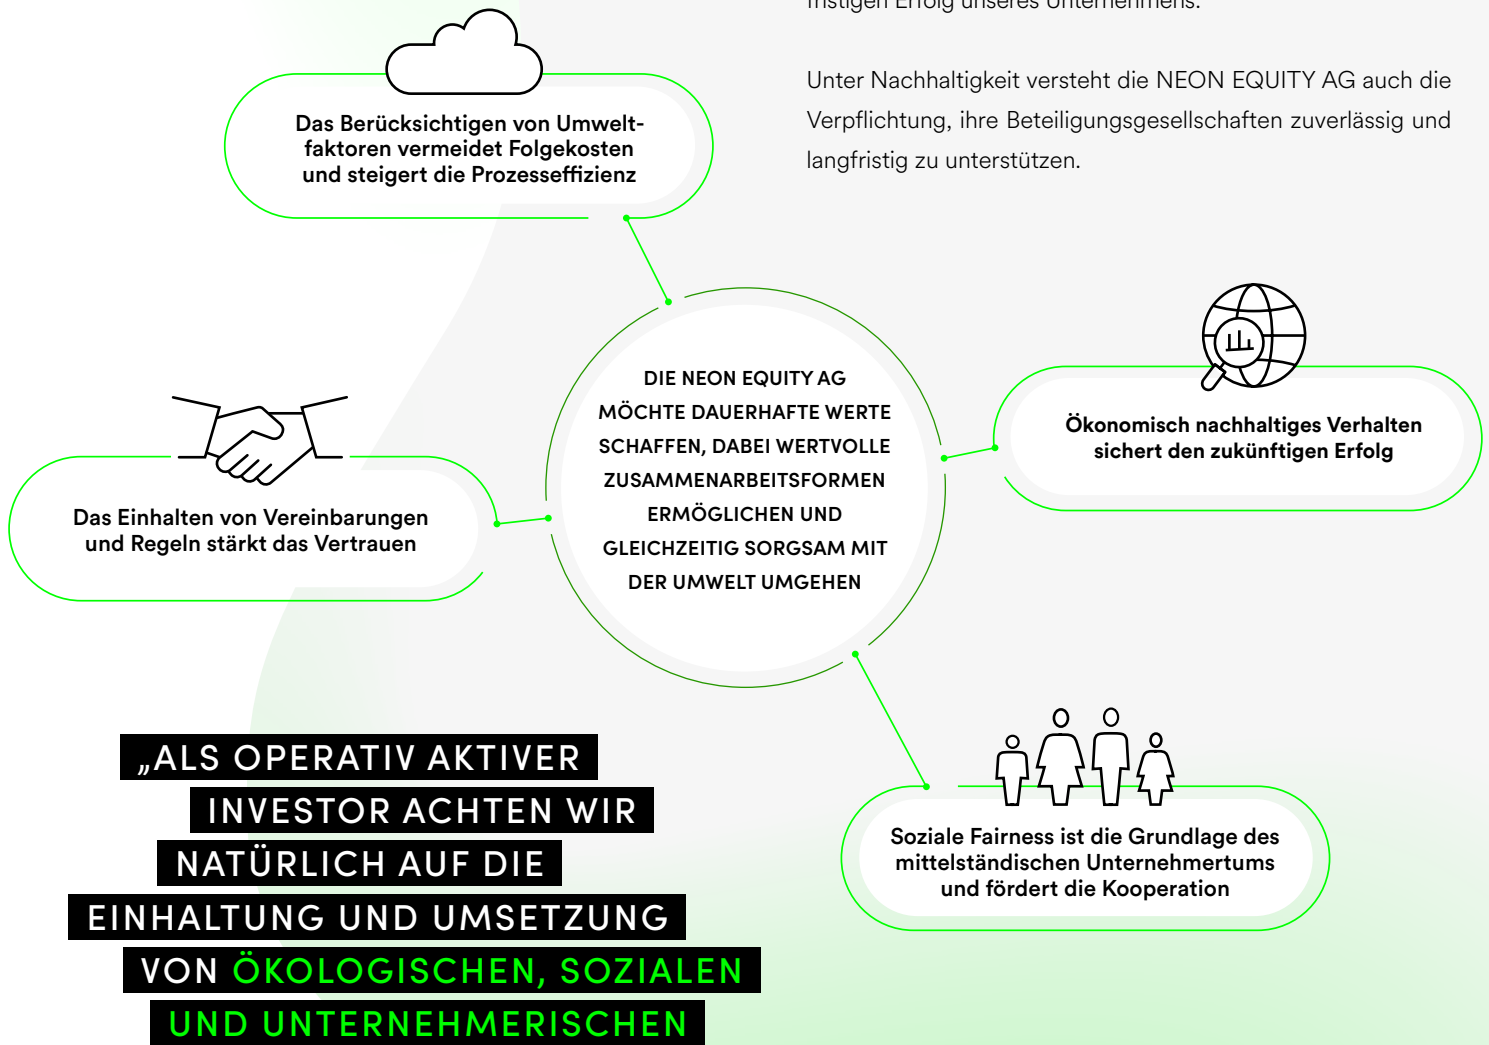 fristigen Erfolg unseres Unternehmens.
Unter Nachhaltigkeit versteht die NEON EQUITY AG auch die
Verpflichtung, ihre Beteiligungsgesellschaften zuverlässig und
langfristig zu unterstützen.
Das Berücksichtigen von Umwelt-
faktoren vermeidet Folgekosten
und steigert die Prozesseffizienz
DIE NEON EQUITY AG
MÖCHTE DAUERHAFTE WERTE
SCHAFFEN, DABEI WERTVOLLE
ZUSAMMENARBEITSFORMEN
ERMÖGLICHEN UND
GLEICHZEITIG SORGSAM MIT
DER UMWELT UMGEHEN
Ökonomisch nachhaltiges Verhalten
sichert den zukünftigen Erfolg
Das Einhalten von Vereinbarungen
und Regeln stärkt das Vertrauen
Soziale Fairness ist die Grundlage des
mittelständischen Unternehmertums
und fördert die Kooperation
„ALS OPERATIV AKTIVER
INVESTOR ACHTEN WIR
NATÜRLICH AUF DIE
EINHALTUNG UND UMSETZUNG
VON ÖKOLOGISCHEN, SOZIALEN
UND UNTERNEHMERISCHEN